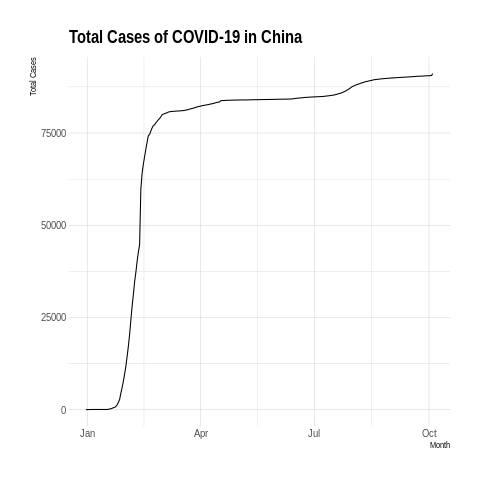 Total Cases of COVID-19 in China
Total Cases
75000
50000
25000
0
Jan Apr Jul Oct
Month